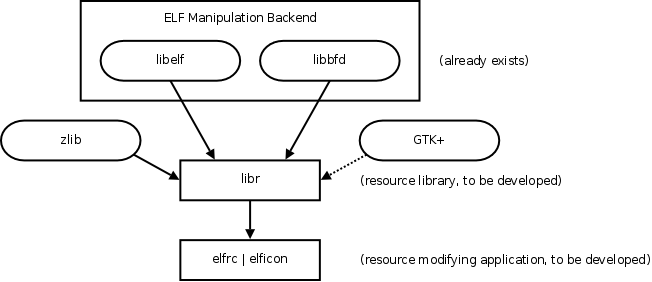 ELF Manipulation Backend
libelf
libbfd
(already exists)
zlib
GTK+
libr
(resource library, to be developed)
elfrc | elficon
(resource modifying application, to be developed)